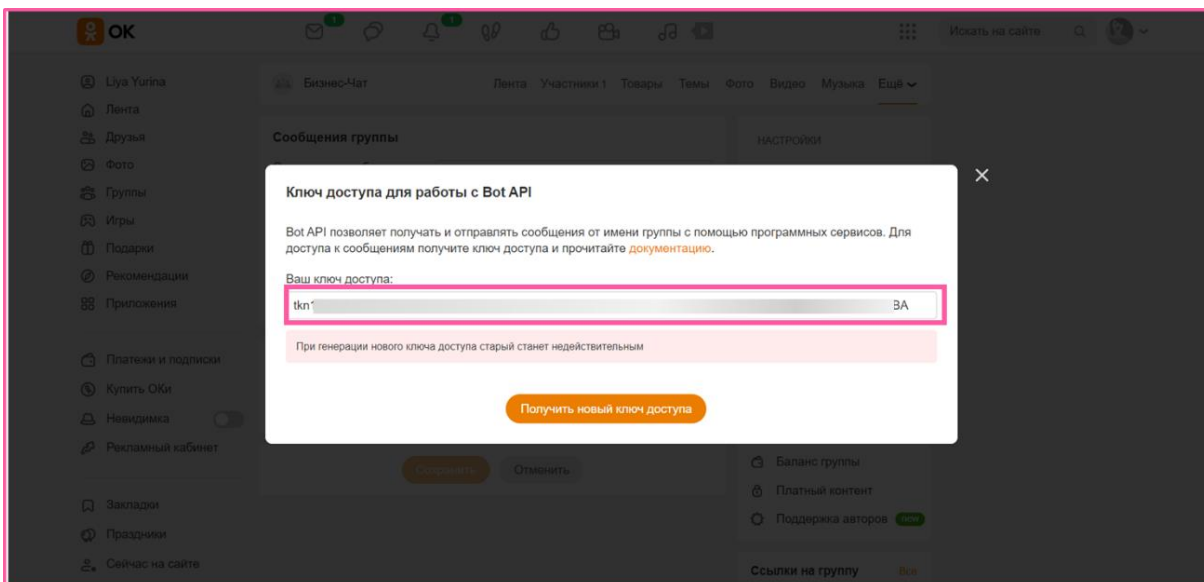 ОК
1
1
Искать на сайте
Liya Yurina
Лента
Друзья
Фото
Группы
Игры
Подарки
Рекомендации
Приложения
Платежи и подписки
Купить ОКи
Невидимка
Рекламный кабинет
Закладки
Праздники
Сейчас на сайте
Бизнес-Чат
Лента Участники 1 Товары Темы Фото Видео Музыка Ещё
Сообщения группы
НАСТРОЙКИ
Ключ доступа для работы с Bot API
Bot API позволяет получать и отправлять сообщения от имени группы с помощью программных сервисов. Для
доступа к сообщениям получите ключ доступа и прочитайте документацию.
Ваш ключ доступа:
tkn1 BA
При генерации нового ключа доступа старый станет недействительным
Получить новый ключ доступа
Сохранить Отменить
Баланс группы
Платный контент
Поддержка авторов new
Ссылки на группу Все